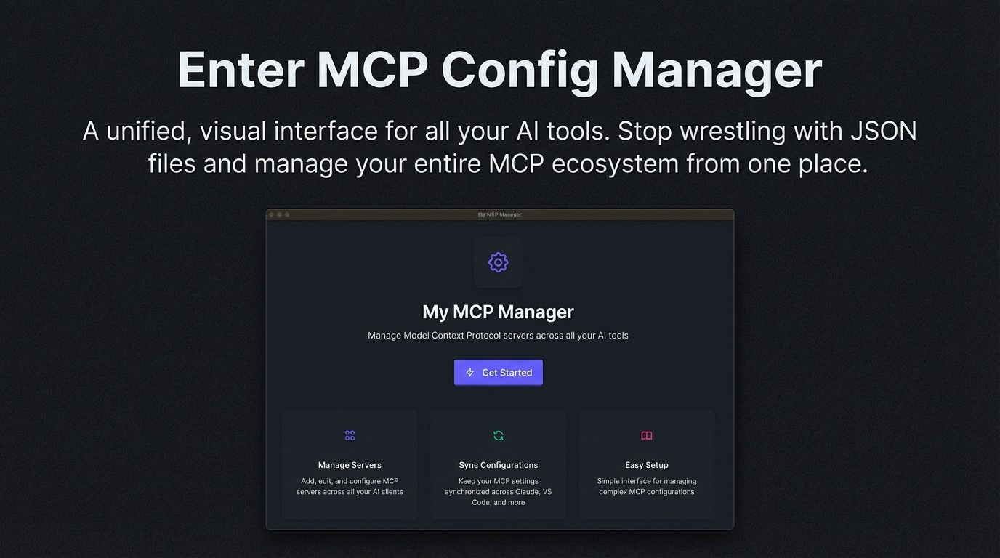 Enter MCP Config Manager
A unified, visual interface for all your AI tools. Stop wrestling with JSON
files and manage your entire MCP ecosystem from one place.
My MCP Manager
My MCP Manager
Manage Model Context Protocol servers across all your AI tools
Get Started
Manage Servers
Add, edit, and configure MCP
servers across all your AI clients
Sync Configurations
Keep your MCP settings
synchronized across Claude, VS
Code, and more
Easy Setup
Simple interface for managing
complex MCP configurations